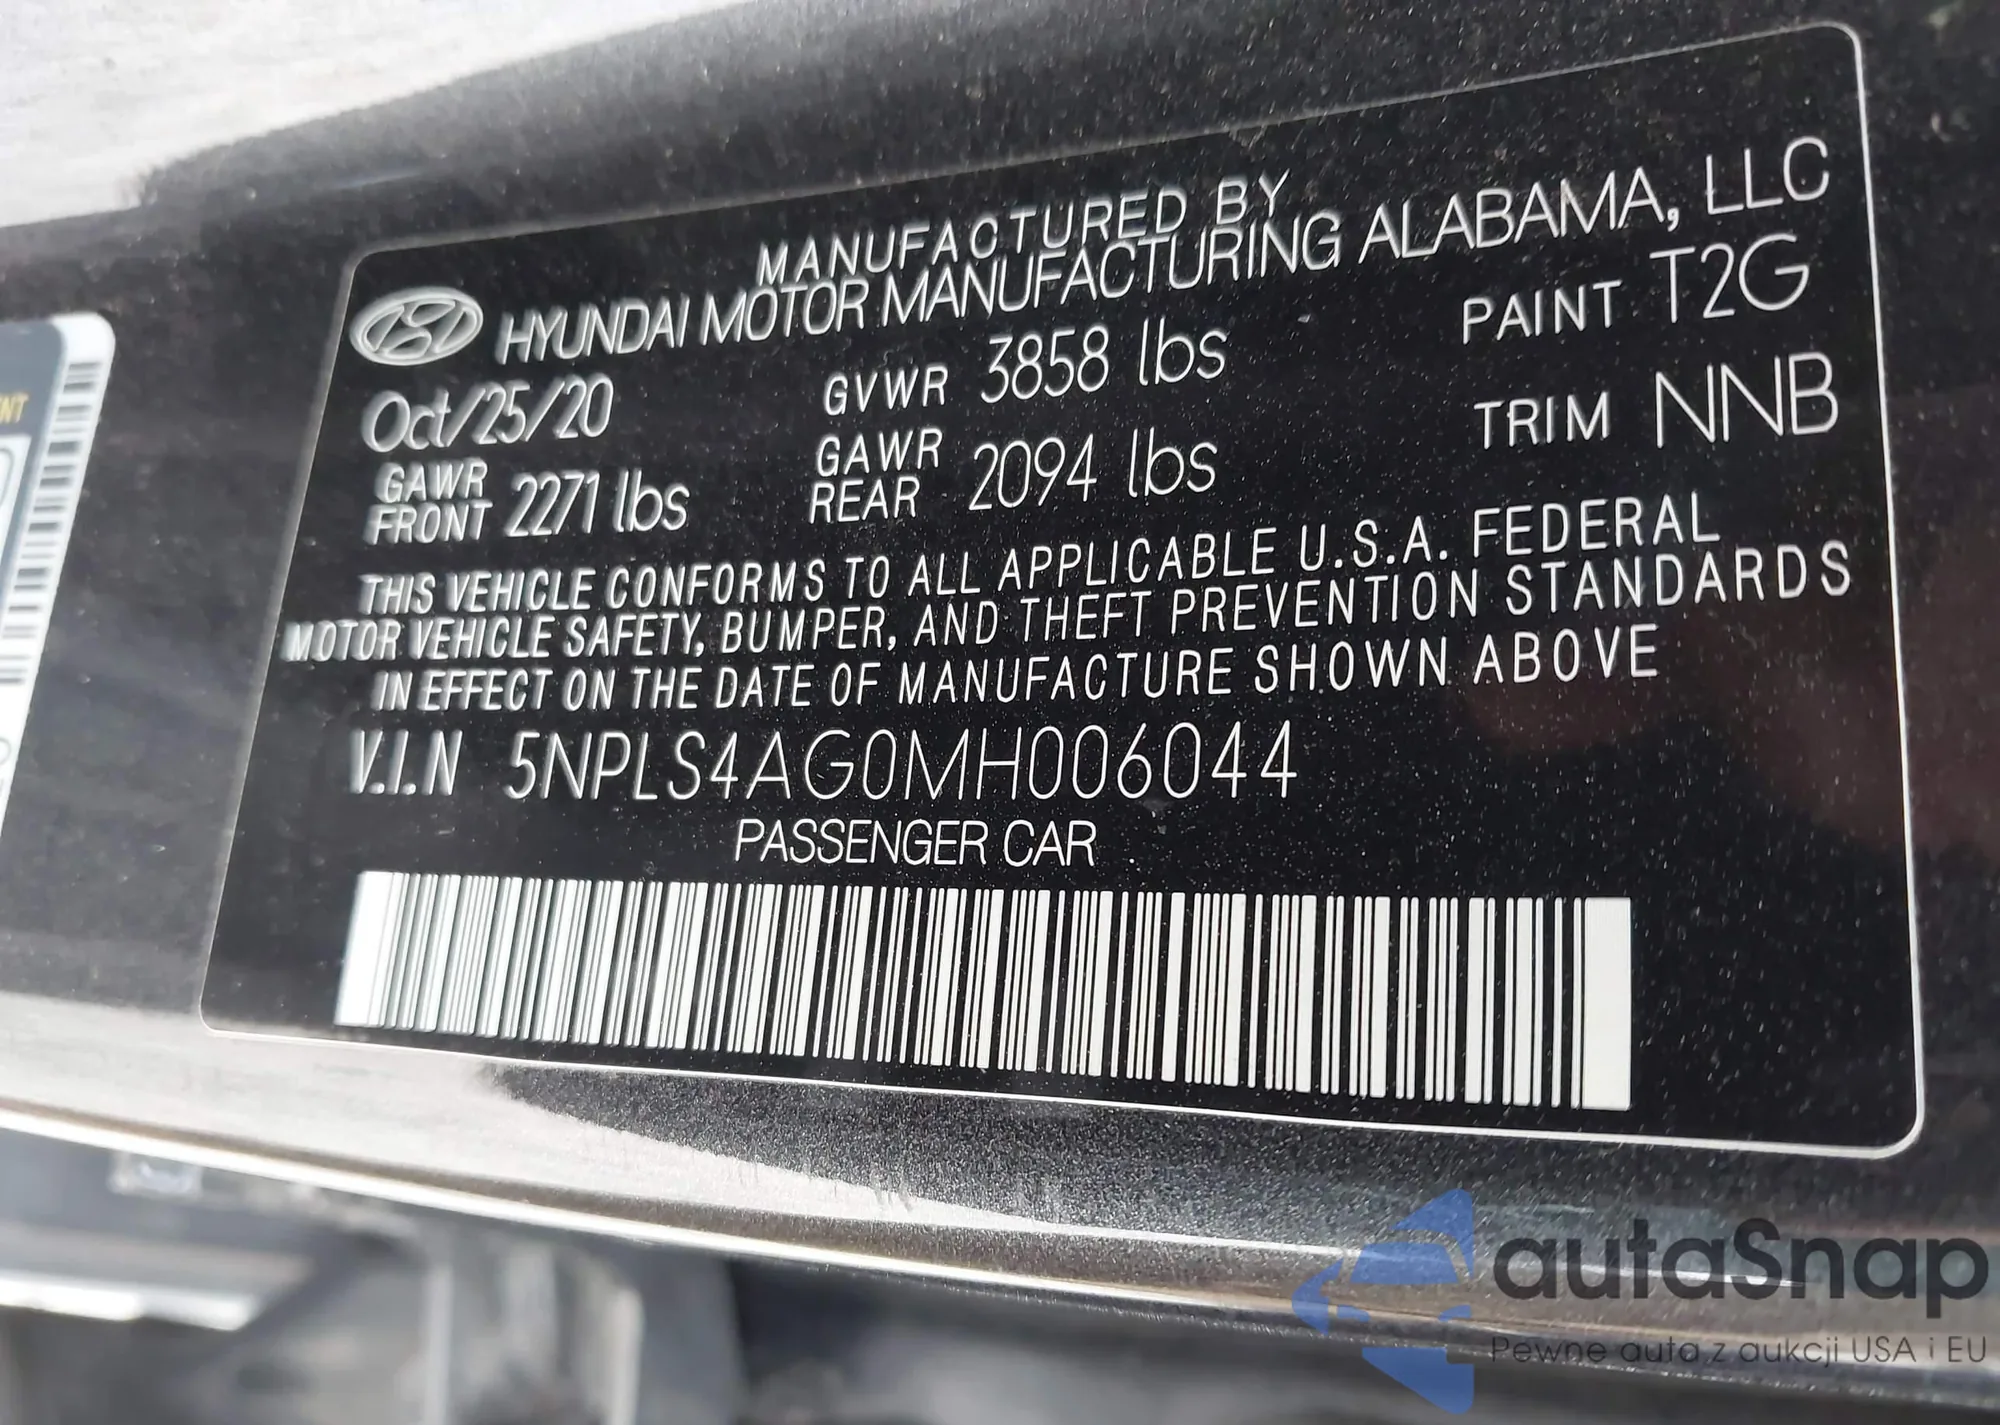 MANUFACTURED BY
HYUNDAI MOTOR MANUFACTURING ALABAMA, LLC
Oct/25/20 GVWR 3858 lbs PAINT T2G
GAWR FRONT 2271 lbs GAWR REAR 2094 lbs TRIM NNB
THIS VEHICLE CONFORMS TO ALL APPLICABLE U.S.A. FEDERAL
MOTOR VEHICLE SAFETY, BUMPER, AND THEFT PREVENTION STANDARDS
IN EFFECT ON THE DATE OF MANUFACTURE SHOWN ABOVE
V.I.N 5NPLS4AG0MH006044
PASSENGER CAR
autaSnap
Pewne auta z aukcji USA i EU